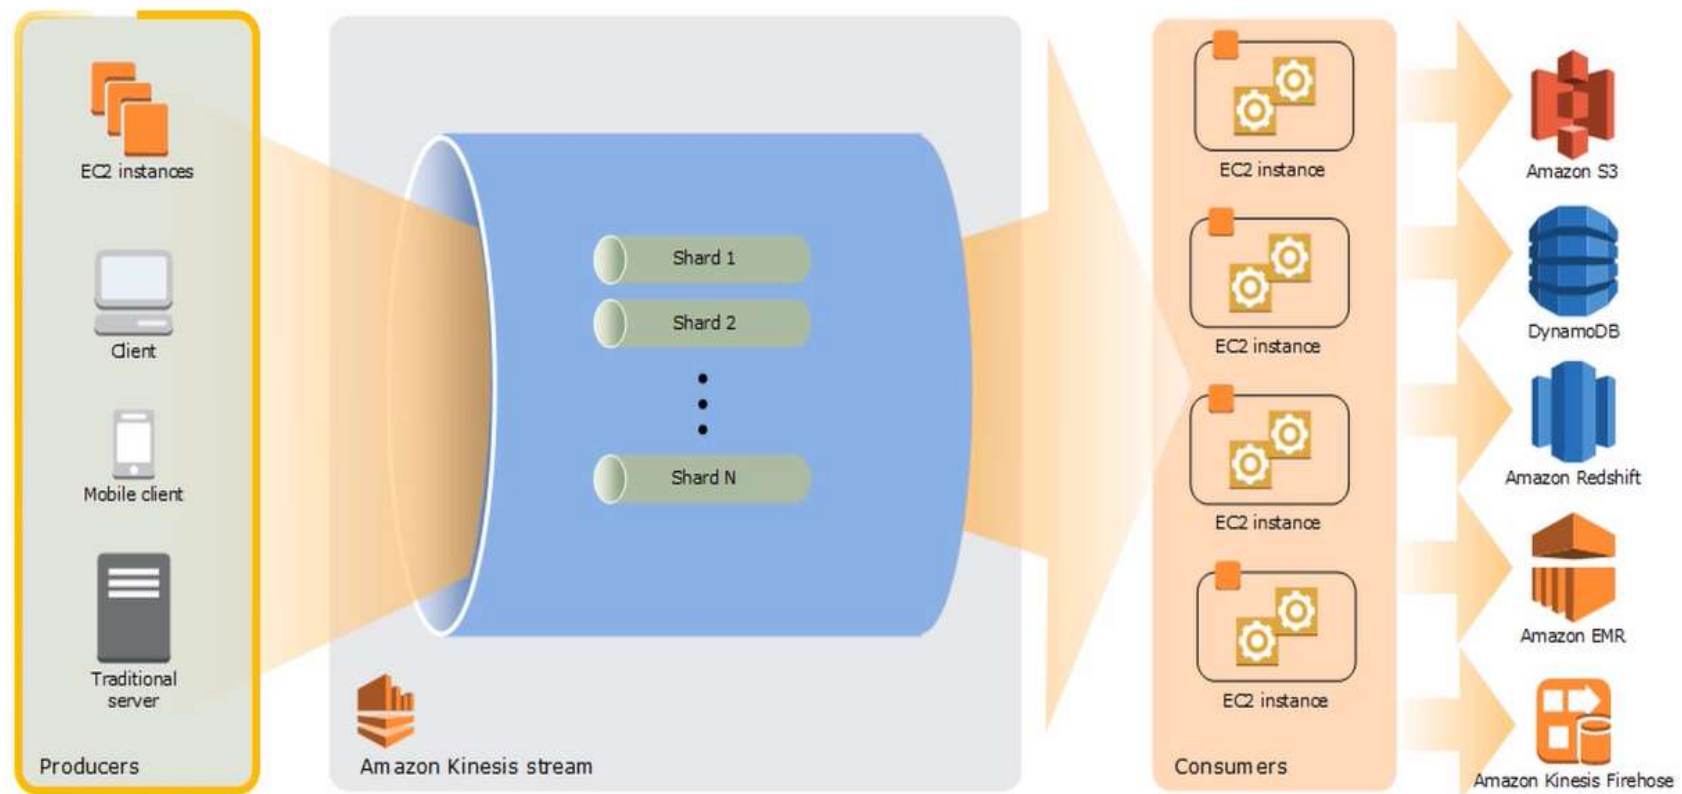 EC2 instances
Client
Mobile client
Traditional
server
Producers
Shard 1
Shard 2
Shard N
Amazon Kinesis stream
EC2 instance
EC2 instance
EC2 instance
EC2 instance
Consumers
Amazon S3
DynamoDB
Amazon Redshift
Amazon EMR
Amazon Kinesis Firehose